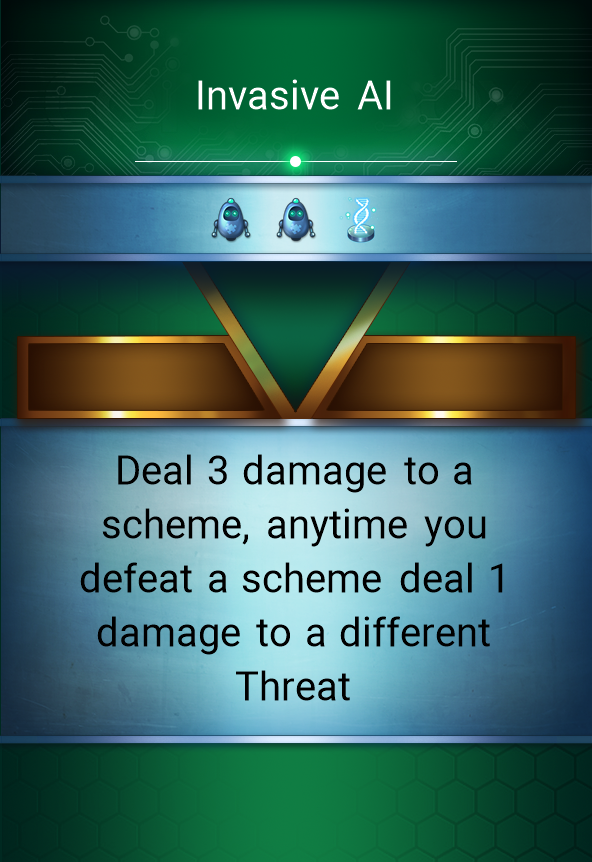 Invasive AI
Deal 3 damage to a
scheme, anytime you
defeat a scheme deal 1
damage to a different
Threat